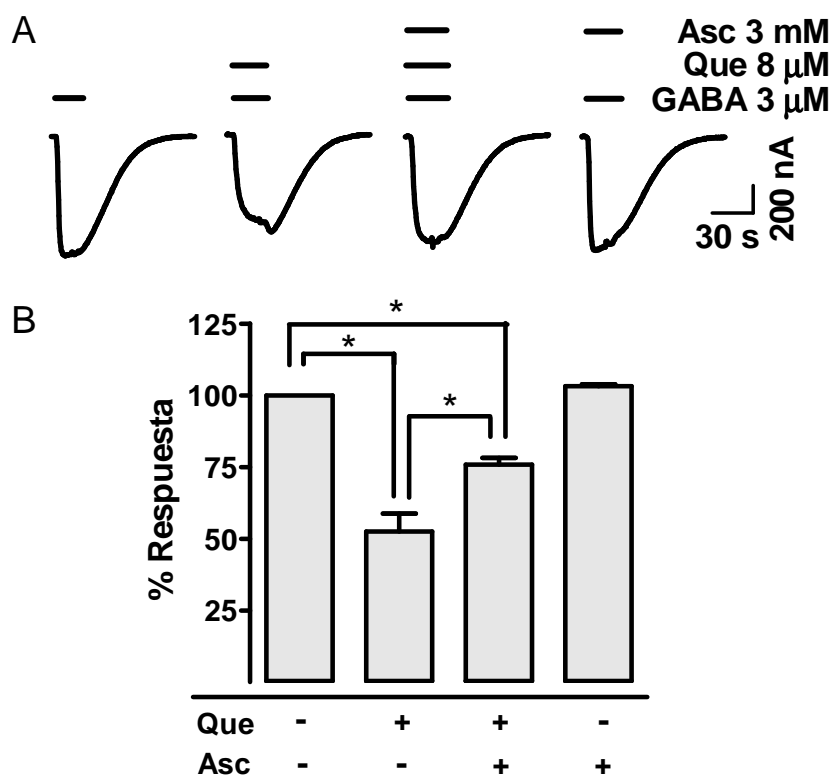 A
Asc 3 mM
Que 8 μM
GABA 3 μM
200 nA
30 s
B
% Respuesta
125
100
75
50
25
* * *
Que - + + -
Asc - - + +